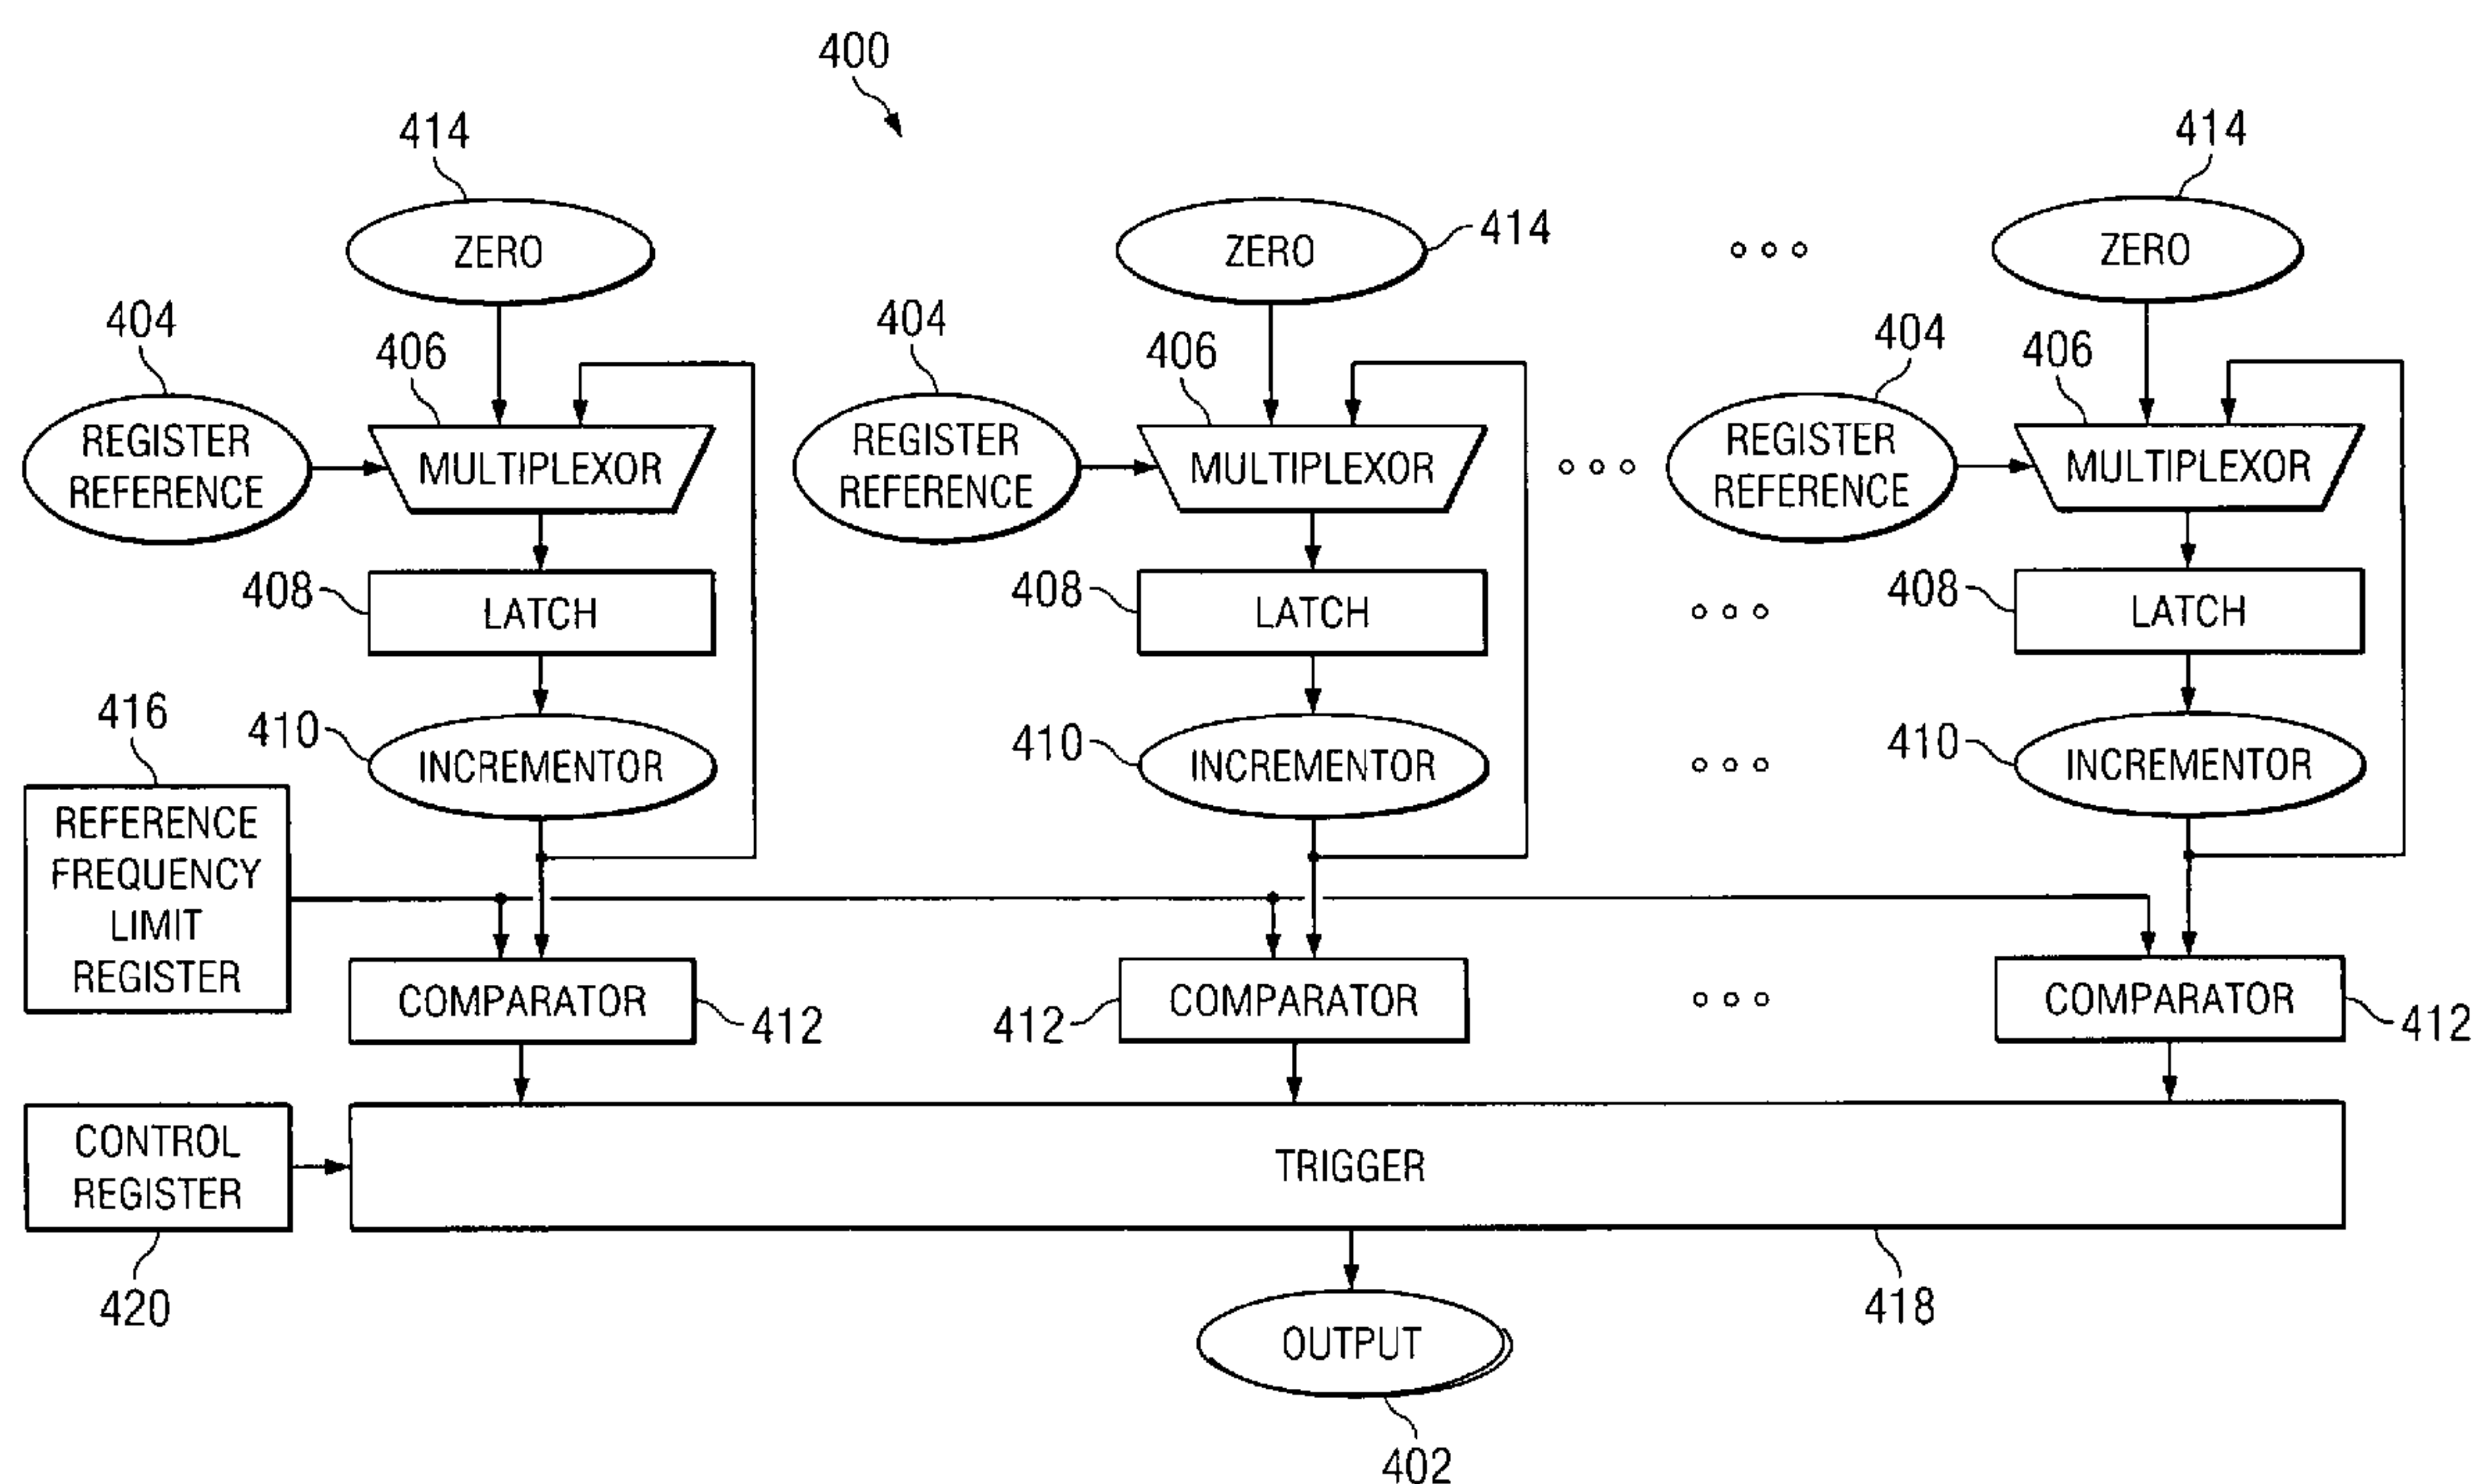 400
414
414
ZERO
ZERO
414
ZERO
404
404
404
406
406
406
REGISTER
REFERENCE
MULTIPLEXOR
REGISTER
REFERENCE
MULTIPLEXOR
REGISTER
REFERENCE
MULTIPLEXOR
408
LATCH
408
LATCH
408
LATCH
416
410
INCREMENTOR
410
INCREMENTOR
410
INCREMENTOR
REFERENCE
FREQUENCY
LIMIT
REGISTER
COMPARATOR
412
412
COMPARATOR
COMPARATOR
412
CONTROL
REGISTER
TRIGGER
420
418
OUTPUT
402